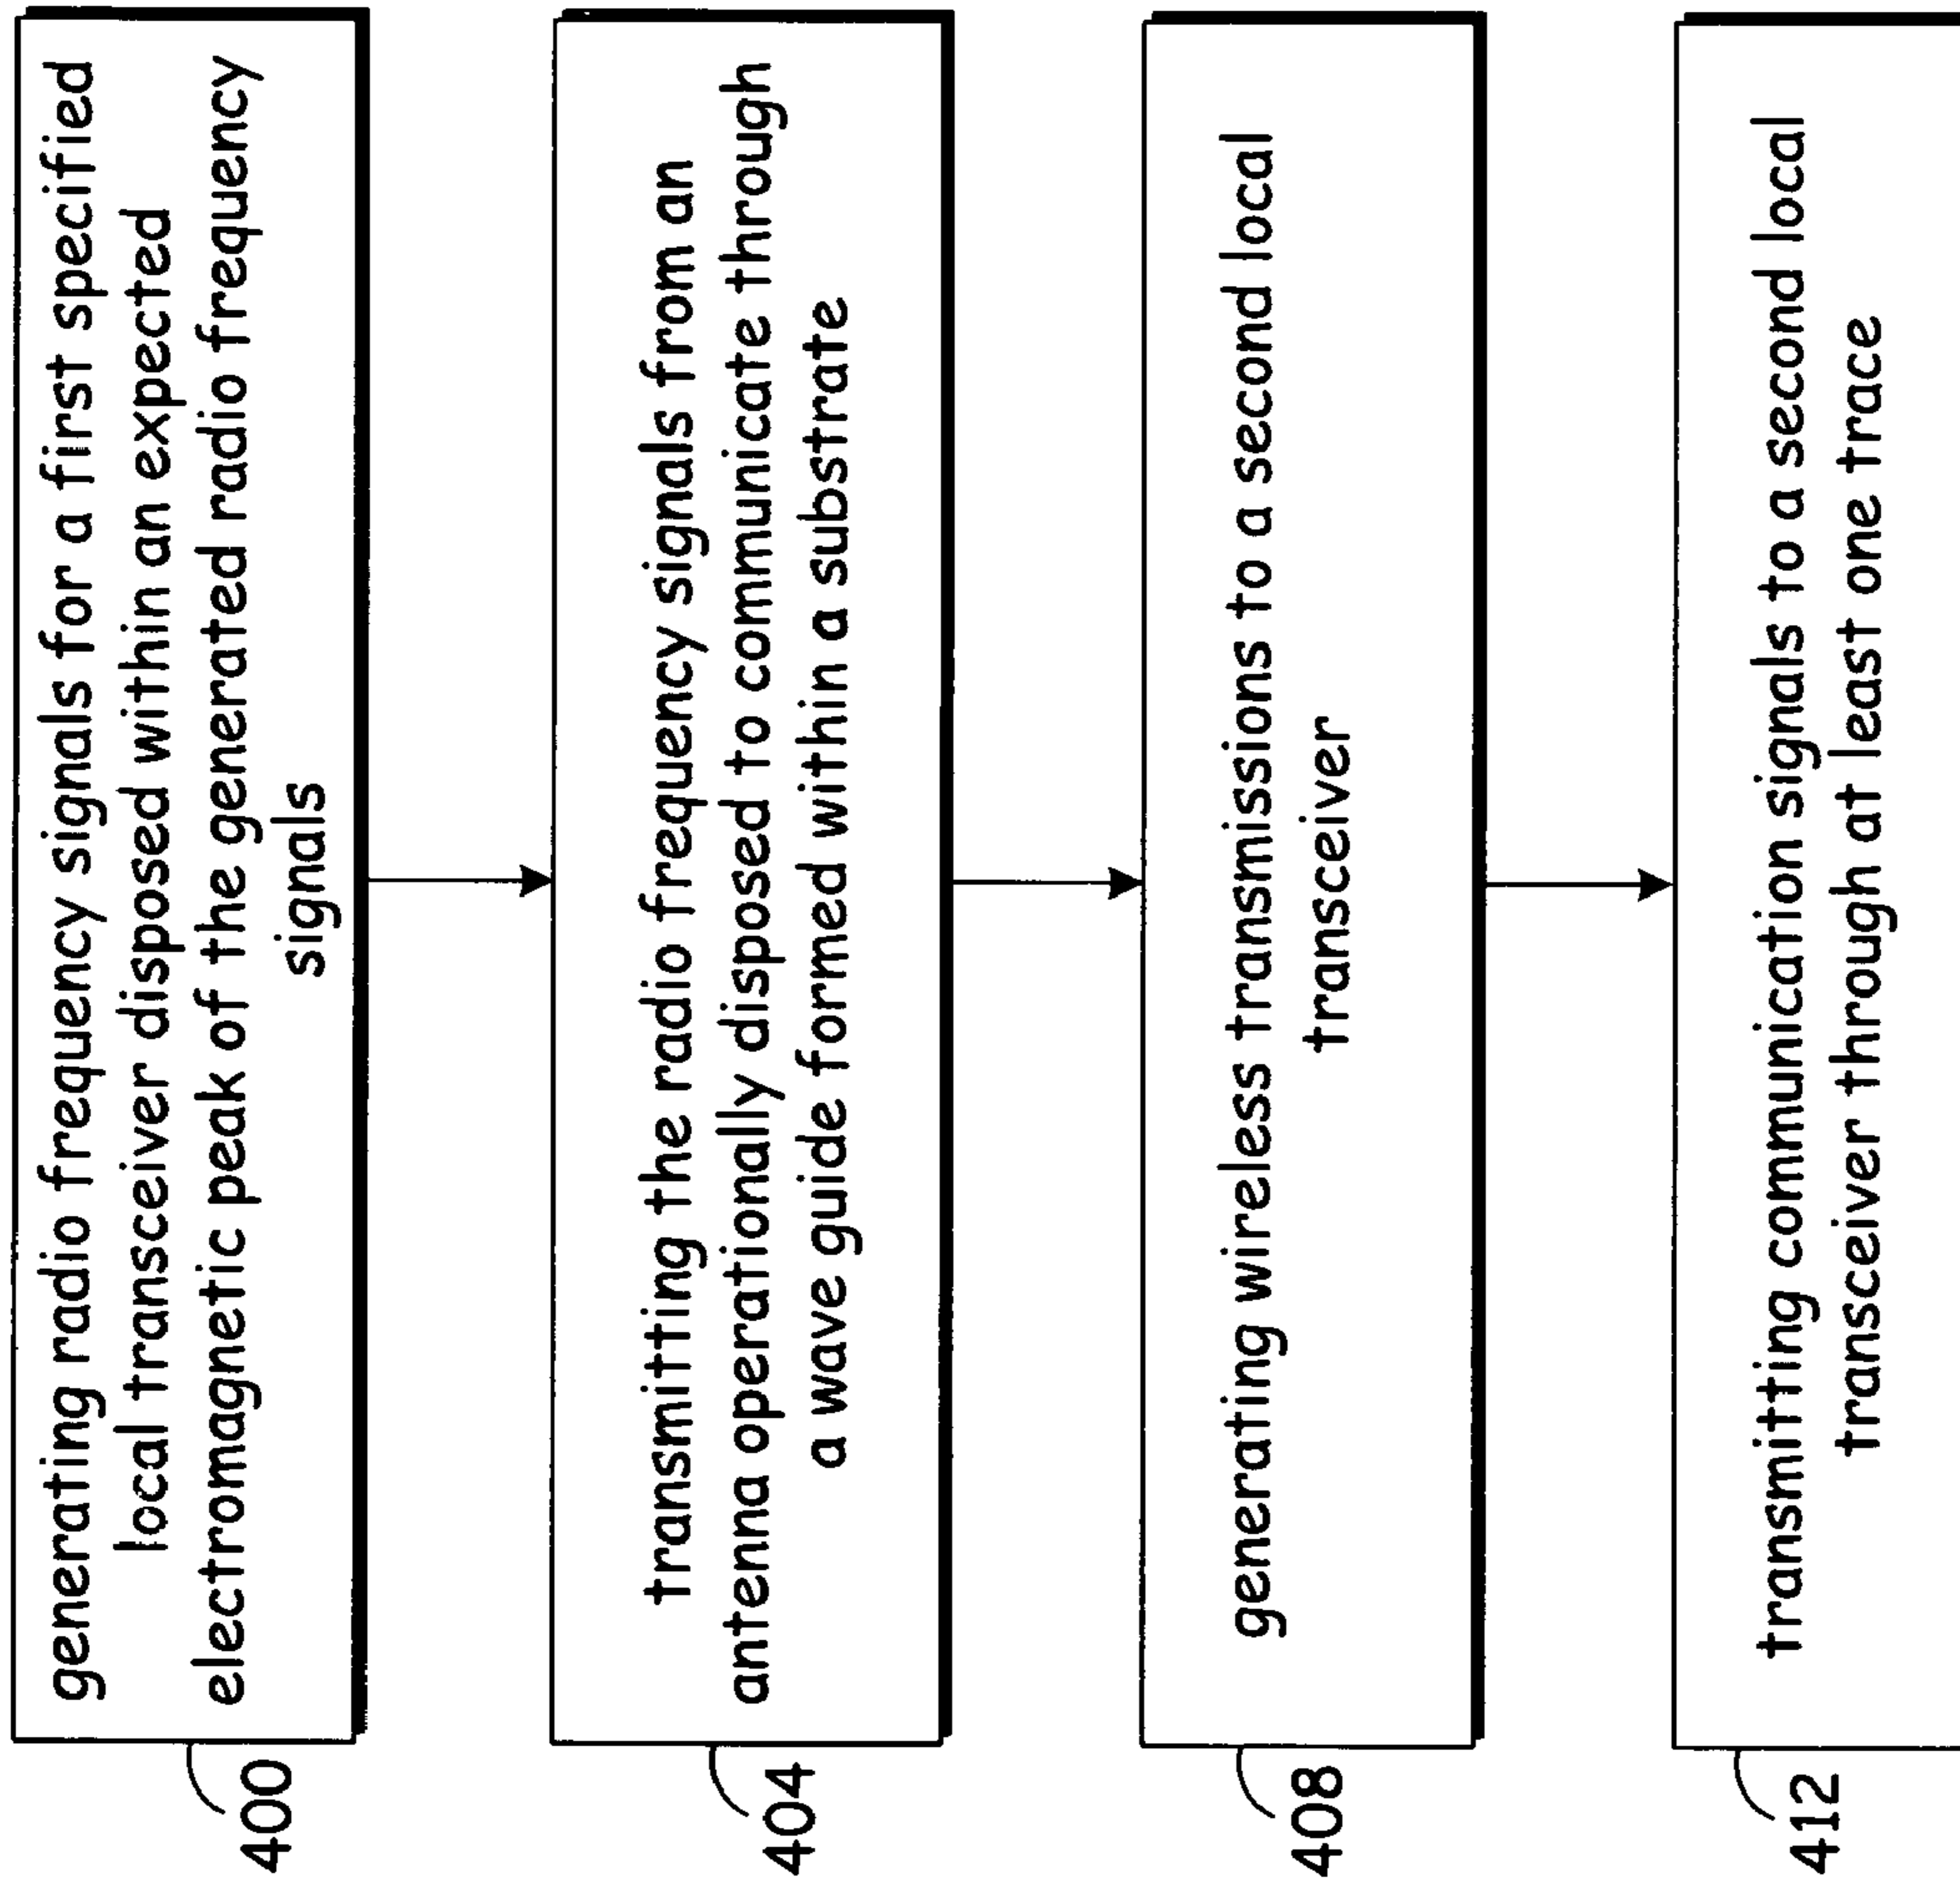 generating radio frequency signals for a first specified
local transceiver disposed within an expected
electromagnetic peak of the generated radio frequency
signals
400
transmitting the radio frequency signals from an
antenna operationally disposed to communicate through
a wave guide formed within a substrate
404
generating wireless transmissions to a second local
transceiver
408
transmitting communication signals to a second local
transceiver through at least one trace
412